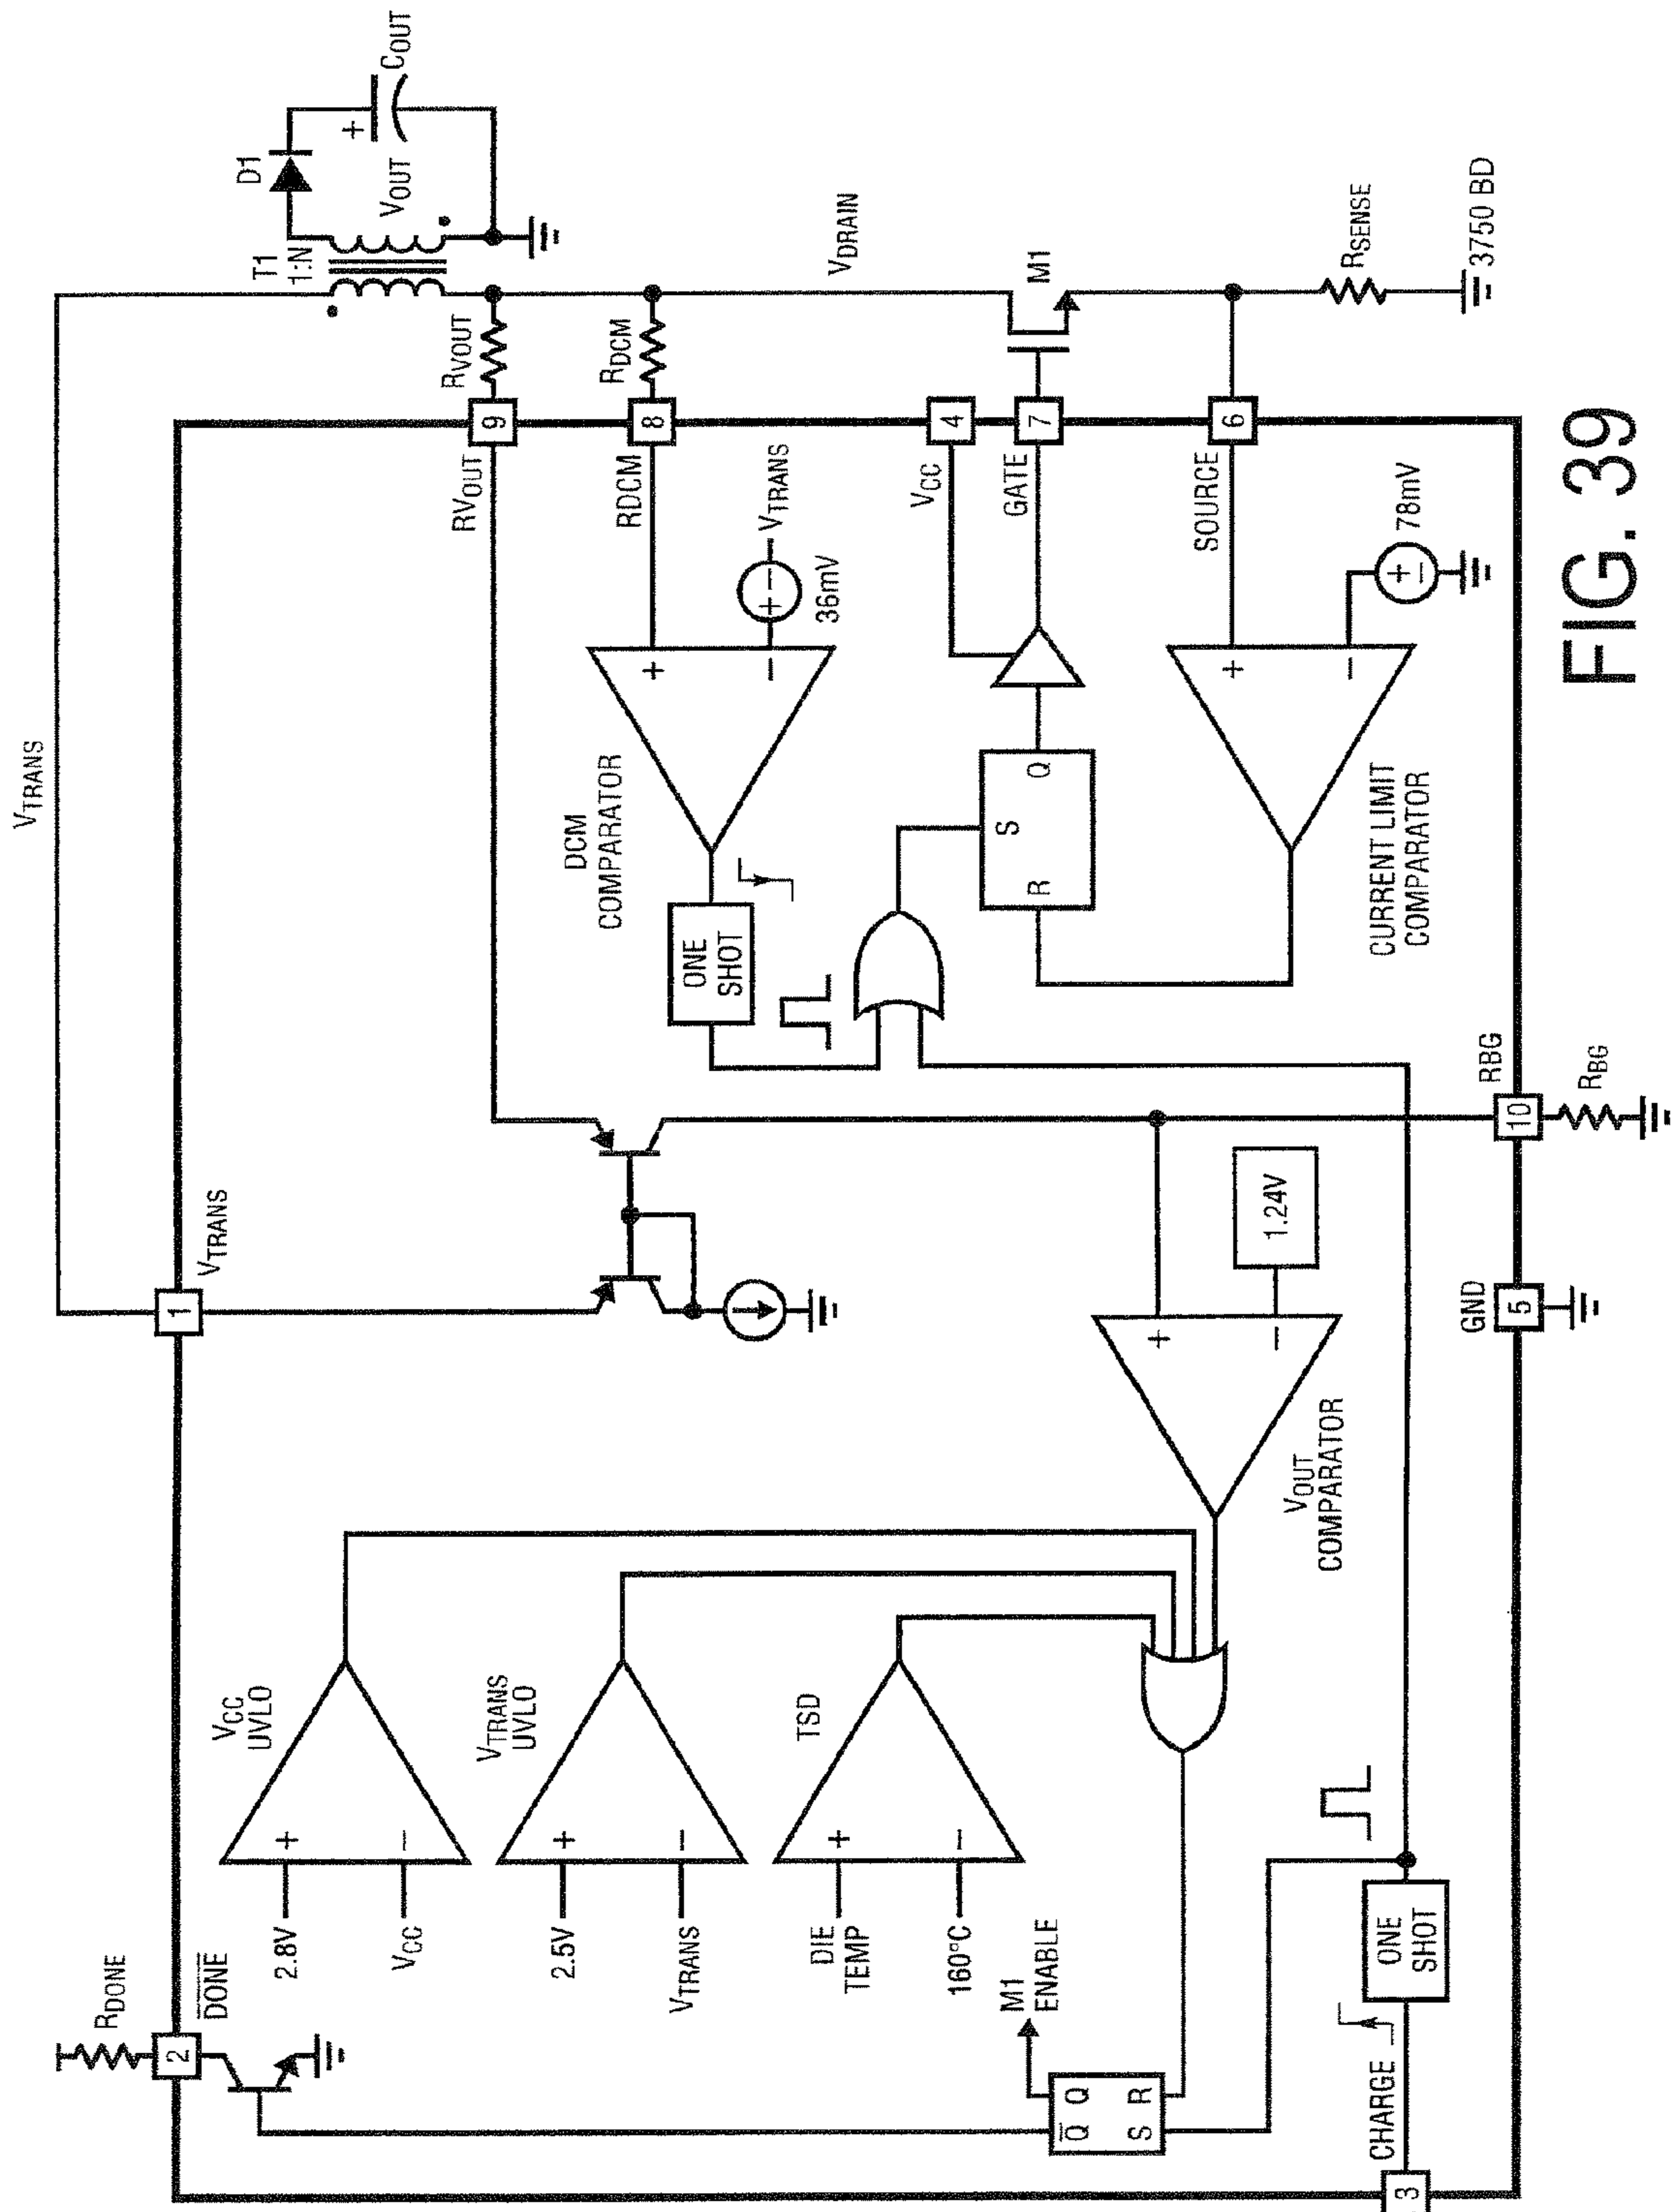 VTRANS
T1
1:N
D1
+
VOUT
COUT
RVOUT
RDCM
VDRAIN
M1
RSENSE
3750 BD
9
8
4
7
6
RVOUT
RDCM
VCC
GATE
SOURCE
+
−
+ −
VTRANS
36mV
DCM
COMPARATOR
ONE
SHOT
S
R
Q
+
−
+
−
78mV
CURRENT LIMIT
COMPARATOR
1
VTRANS
10
RBG
RBG
1.24V
+
−
VOUT
COMPARATOR
5
GND
RDONE
2
D̅O̅N̅E̅
VCC
UVLO
+
−
2.8V
VCC
VTRANS
UVLO
+
−
2.5V
VTRANS
TSD
+
−
DIE
TEMP
160°C
M1
ENABLE
Q̅
Q
S
R
ONE
SHOT
CHARGE
3
FIG. 39